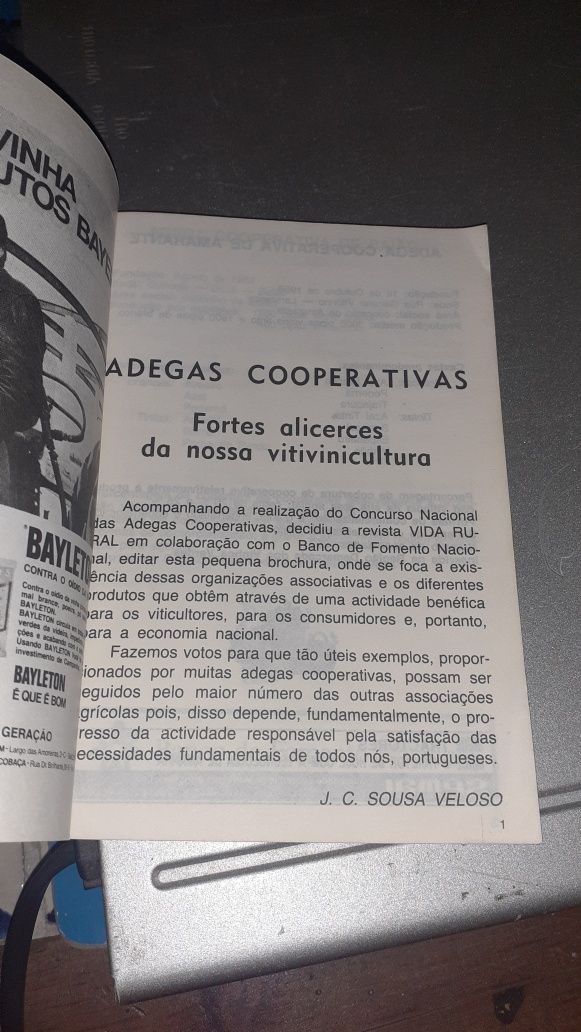 VINHA
UTOS BAYE
BAYLETON
CONTRA O OÍDIO
BAYLETON
BAYLETON
É QUE É BOM
GERAÇÃO
ADEGAS COOPERATIVAS
Fortes alicerces
da nossa vitivinicultura
Acompanhando a realização do Concurso Nacional
das Adegas Cooperativas, decidiu a revista VIDA RU-
RAL em colaboração com o Banco de Fomento Nacio-
nal, editar esta pequena brochura, onde se foca a exis-
ência dessas organizações associativas e os diferentes
produtos que obtêm através de uma actividade benéfica
para os viticultores, para os consumidores e, portanto,
para a economia nacional.
Fazemos votos para que tão úteis exemplos, propor-
cionados por muitas adegas cooperativas, possam ser
seguidos pelo maior número das outras associações
agrícolas pois, disso depende, fundamentalmente, o pro-
resso da actividade responsável pela satisfação das
ecessidades fundamentais de todos nós, portugueses.
J. C. SOUSA VELOSO
1